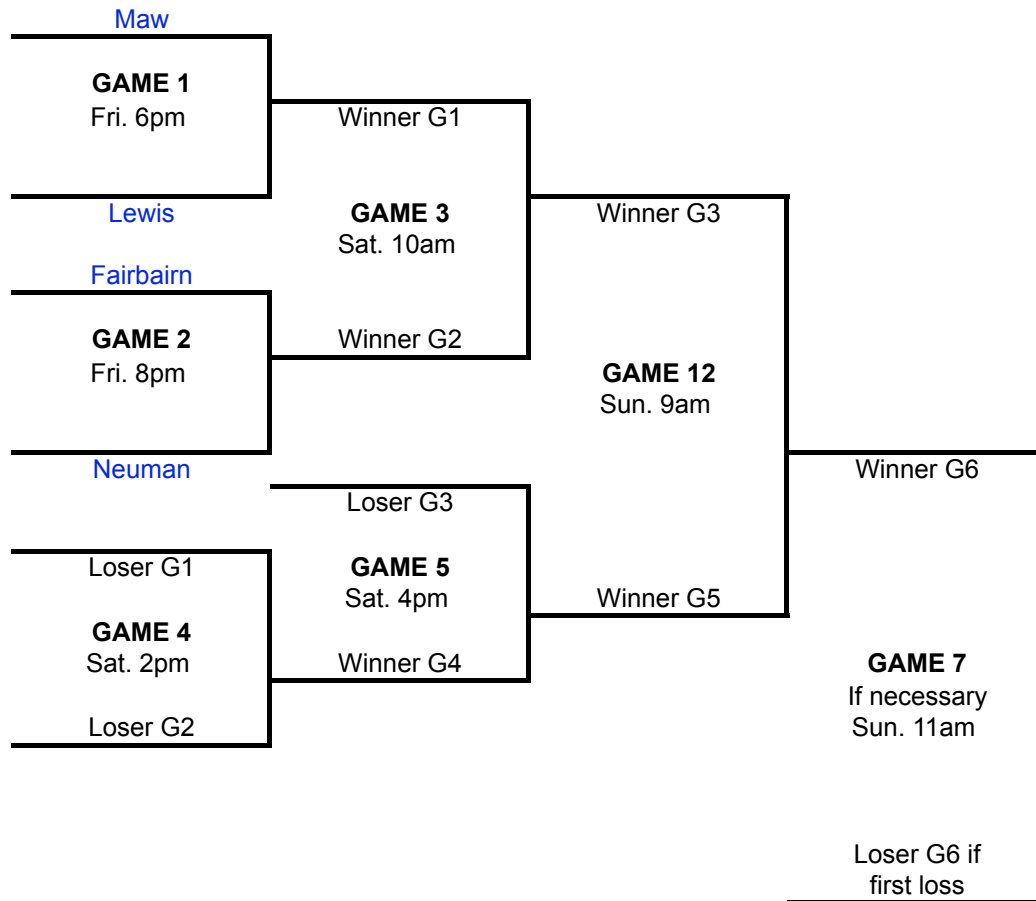 Maw
GAME 1
Fri. 6pm
Lewis
Fairbairn
GAME 2
Fri. 8pm
Neuman
Loser G1
GAME 4
Sat. 2pm
Loser G2
Winner G1
GAME 3
Sat. 10am
Winner G2
Loser G3
GAME 5
Sat. 4pm
Winner G4
Winner G3
GAME 12
Sun. 9am
Winner G5
Winner G6
GAME 7
If necessary
Sun. 11am
Loser G6 if
first loss